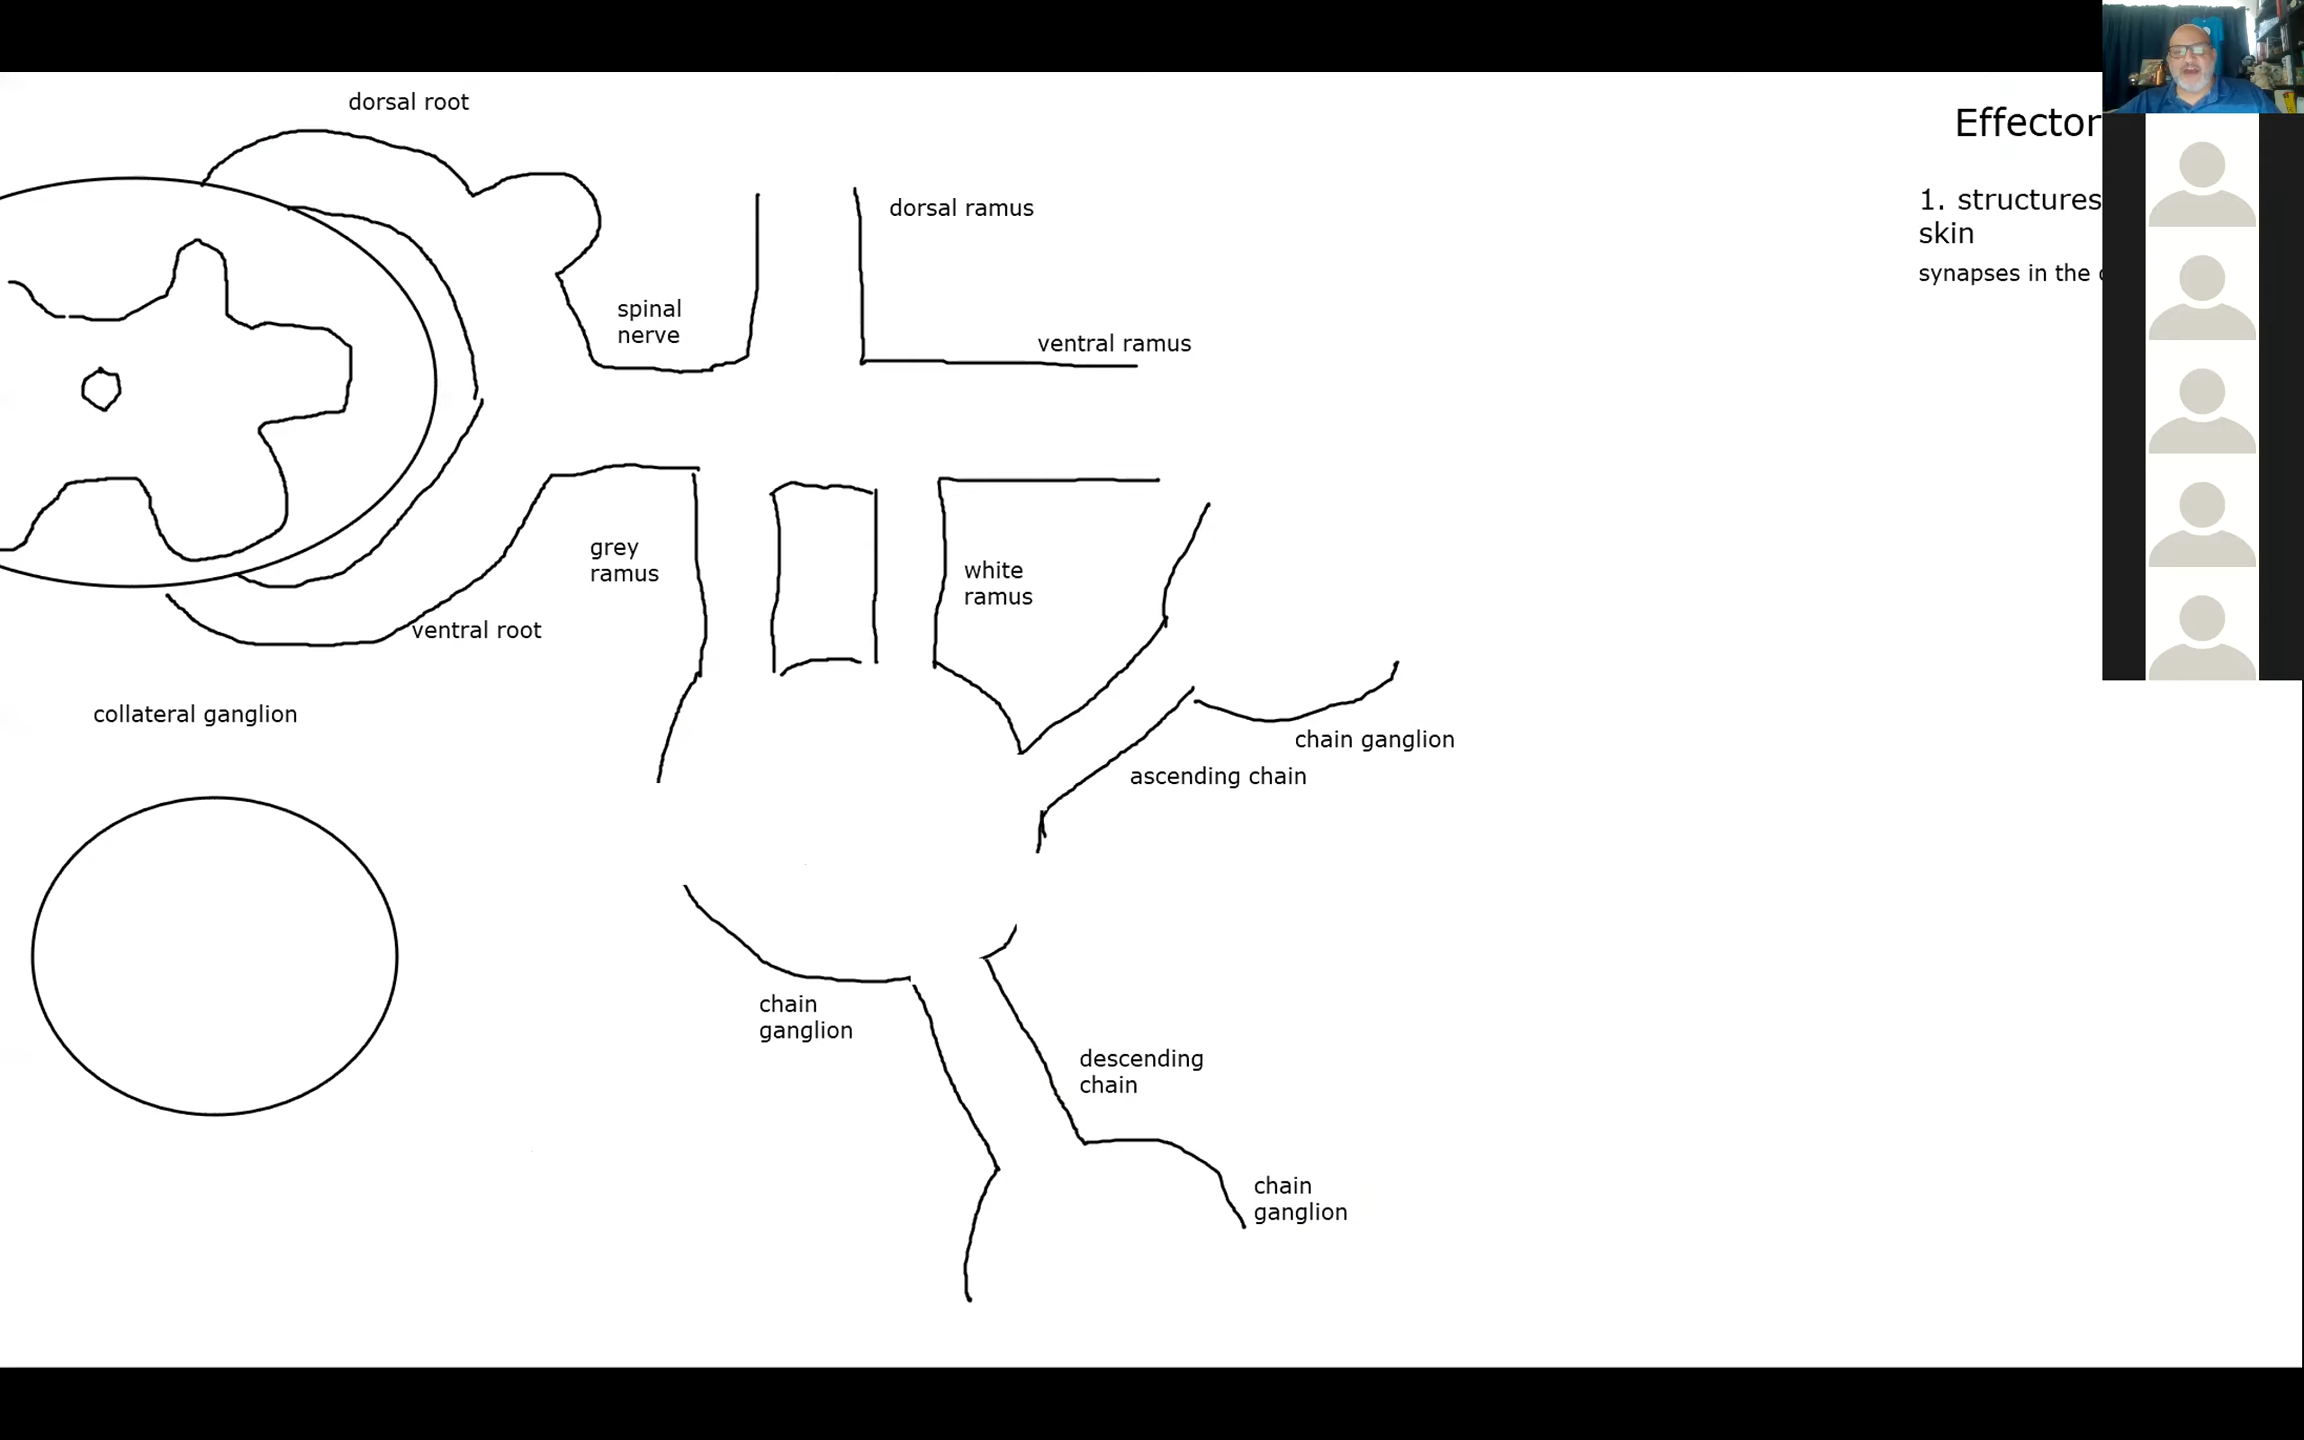 dorsal root
Effector
dorsal ramus
1. structures
skin
synapses in the
spinal
nerve
ventral ramus
grey
ramus
white
ramus
ventral root
collateral ganglion
chain ganglion
ascending chain
chain
ganglion
descending
chain
chain
ganglion